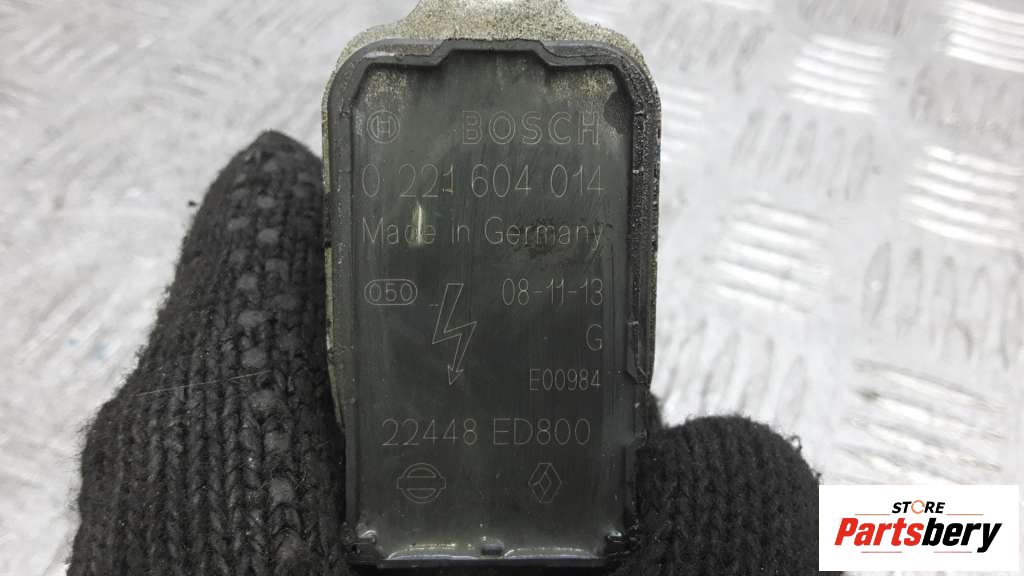 BOSCH
0 221 604 014
Made in Germany
050 08-11-13
G
E00984
22448 ED800
STORE
Partsbery